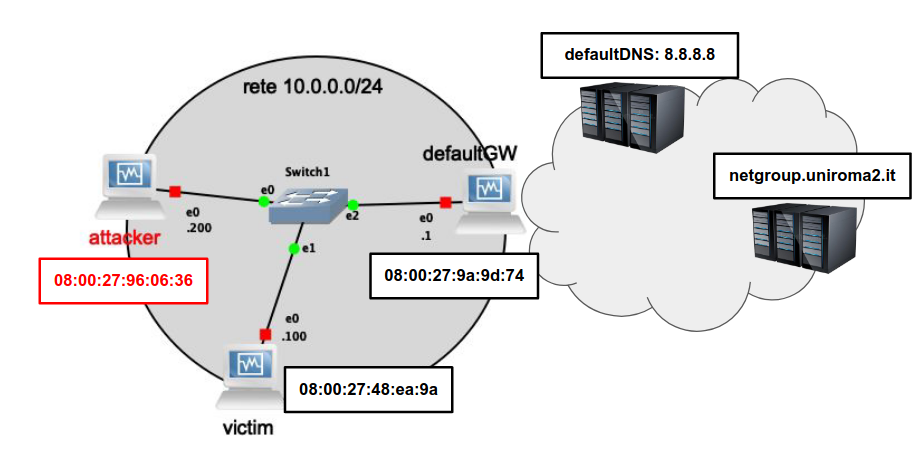 defaultDNS: 8.8.8.8
rete 10.0.0.0/24
defaultGW
netgroup.uniroma2.it
Switch1
e0
e2
e0
.200
e0
.1
attacker
e1
08:00:27:96:06:36
08:00:27:9a:9d:74
e0
.100
08:00:27:48:ea:9a
victim